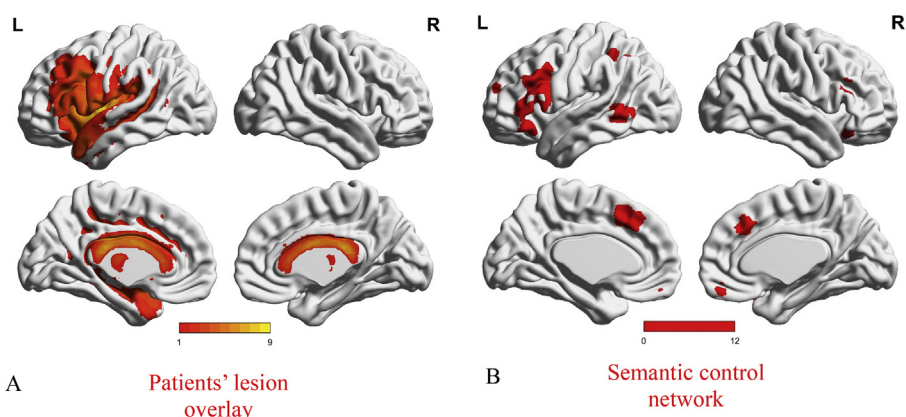 L R L R
1 9
0 12
A Patients’ lesion
overlay
B Semantic control
network